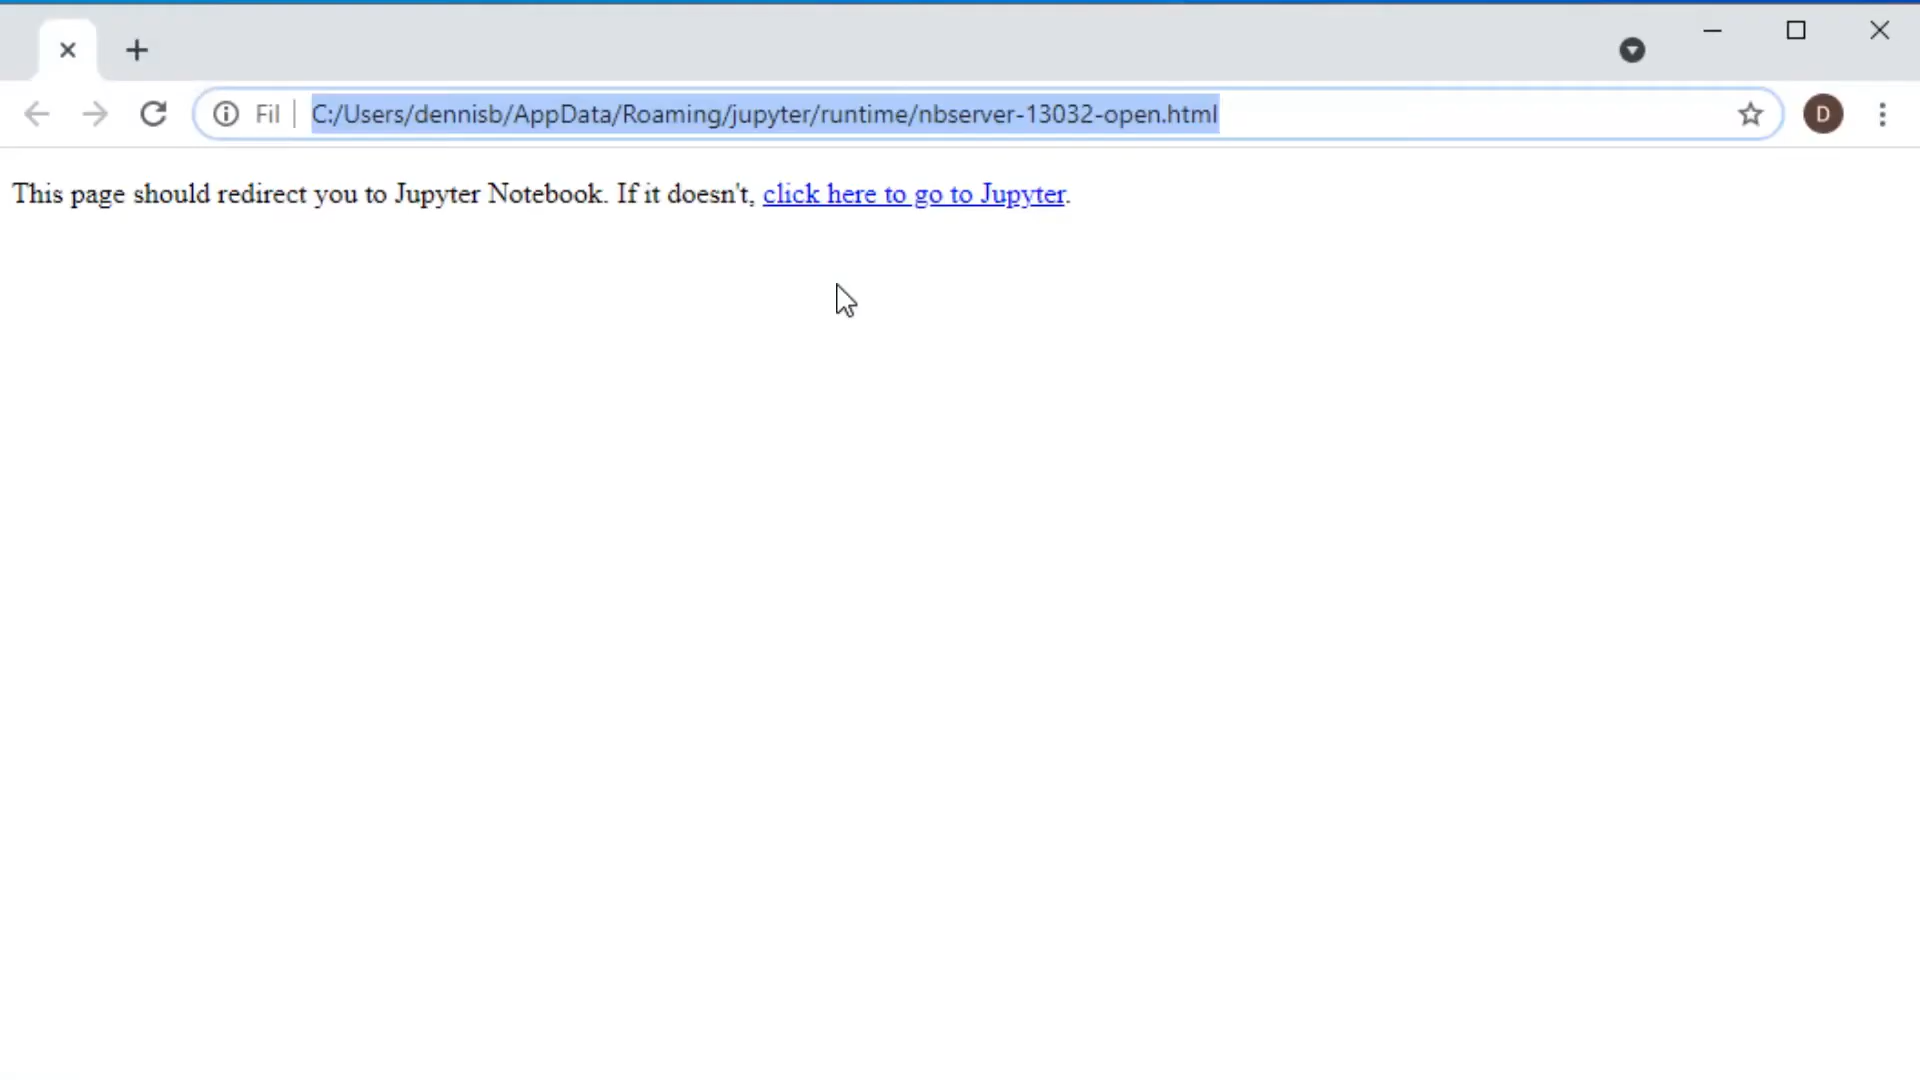 Fil C:/Users/dennisb/AppData/Roaming/jupyter/runtime/nbserver-13032-open.html
D
This page should redirect you to Jupyter Notebook. If it doesn't, click here to go to Jupyter.